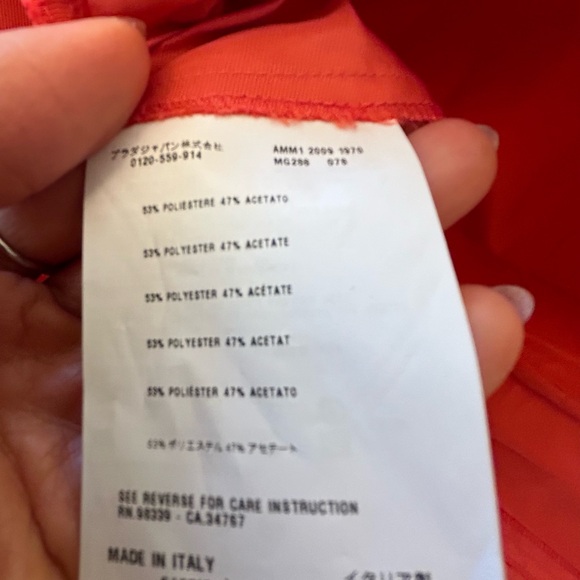 プラダジャパン株式会社
0120-559-914
AMM1 2009 1970
MG288 078
53% POLIESTERE 47% ACETATO
53% POLYESTER 47% ACETATE
53% POLYESTER 47% ACÉTATE
53% POLYESTER 47% ACETAT
53% POLIÉSTER 47% ACETATO
53% ポリエステル 47% アセテート
SEE REVERSE FOR CARE INSTRUCTION
RN.98339 - CA.34767
MADE IN ITALY
イタリア製